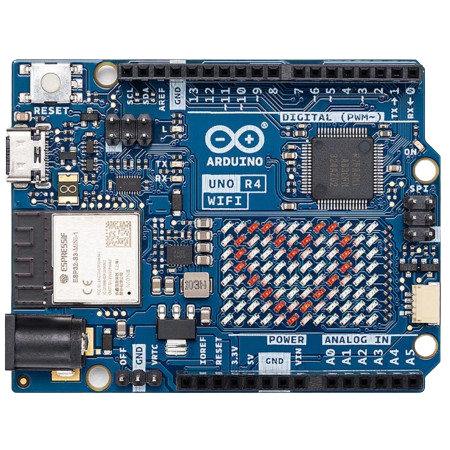 RESET
SCL
SDA
AREF
GND
13
12
~11
~10
~9
8
7
~6
~5
4
~3
2
TX→1
RX←0
DIGITAL (PWM~)
L
TX
RX
ARDUINO
UNO R4
WIFI
ON
SPI
ESPRESSIF
ESP32-S3-MINI-1
103N
OFF
GND
VRTC
IOREF
RESET
3.3V
5V
GND
VIN
POWER
ANALOG IN
A0
A1
A2
A3
A4
A5